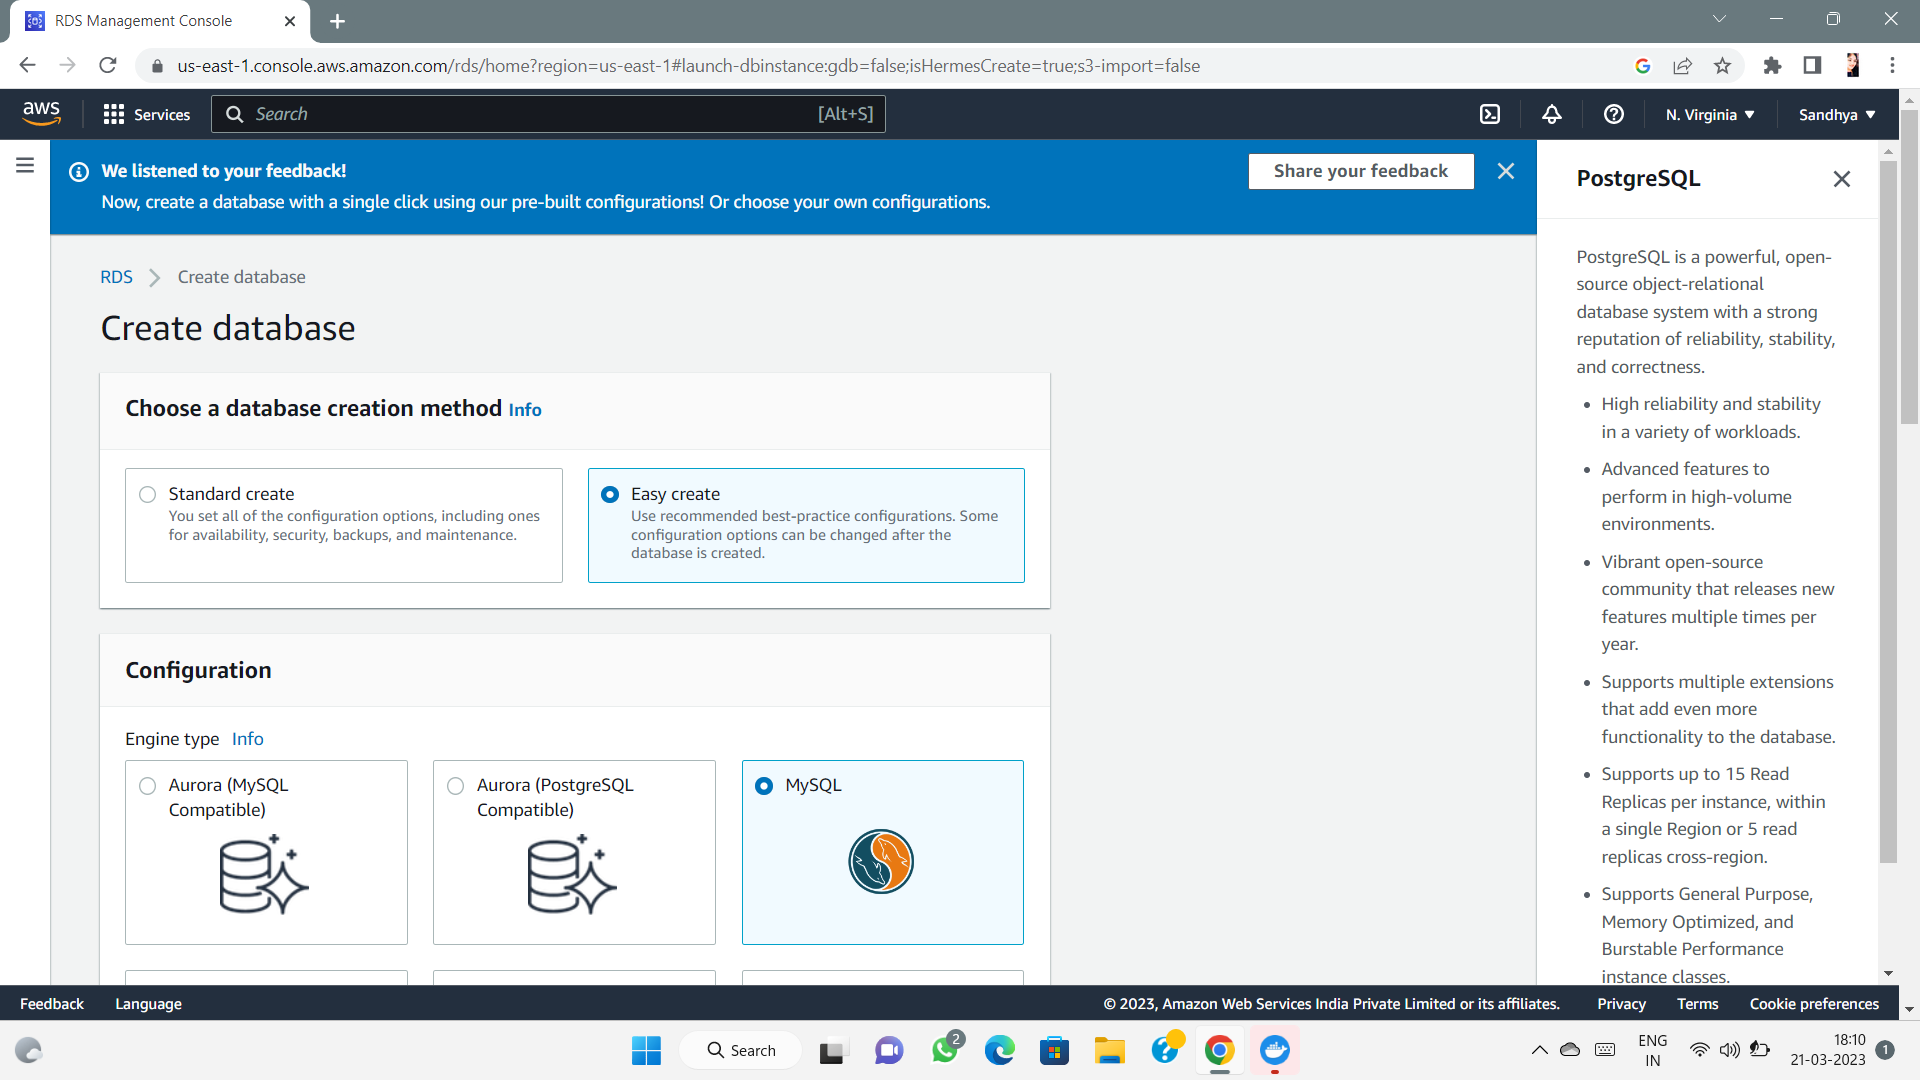 RDS Management Console
us-east-1.console.aws.amazon.com/rds/home?region=us-east-1#launch-dbinstance:gdb=false;isHermesCreate=true;s3-import=false
aws
Services
Search
[Alt+S]
N. Virginia
Sandhya
We listened to your feedback!
Now, create a database with a single click using our pre-built configurations! Or choose your own configurations.
Share your feedback
RDS
Create database
Create database
Choose a database creation method Info
Standard create
You set all of the configuration options, including ones
for availability, security, backups, and maintenance.
Easy create
Use recommended best-practice configurations. Some
configuration options can be changed after the
database is created.
Configuration
Engine type Info
Aurora (MySQL
Compatible)
Aurora (PostgreSQL
Compatible)
MySQL
PostgreSQL
PostgreSQL is a powerful, open-
source object-relational
database system with a strong
reputation of reliability, stability,
and correctness.
High reliability and stability
in a variety of workloads.
Advanced features to
perform in high-volume
environments.
Vibrant open-source
community that releases new
features multiple times per
year.
Supports multiple extensions
that add even more
functionality to the database.
Supports up to 15 Read
Replicas per instance, within
a single Region or 5 read
replicas cross-region.
Supports General Purpose,
Memory Optimized, and
Burstable Performance
instance classes.
Feedback
Language
© 2023, Amazon Web Services India Private Limited or its affiliates.
Privacy
Terms
Cookie preferences
Search
2
ENG
IN
18:10
21-03-2023
1